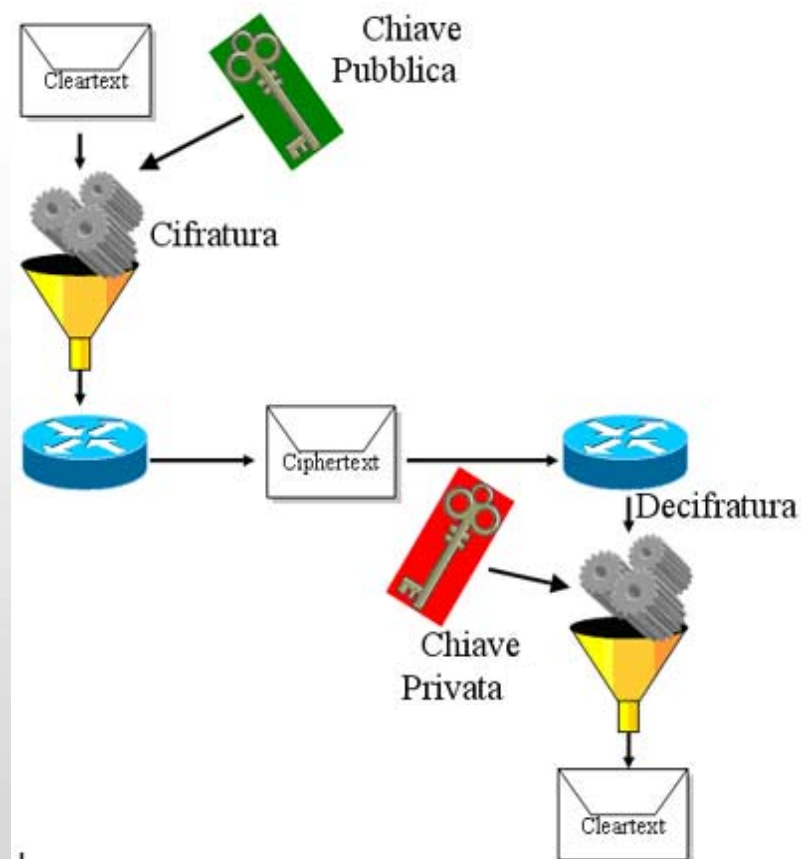 Cleartext
Chiave
Pubblica
Cifratura
Ciphertext
Decifratura
Chiave
Privata
Cleartext